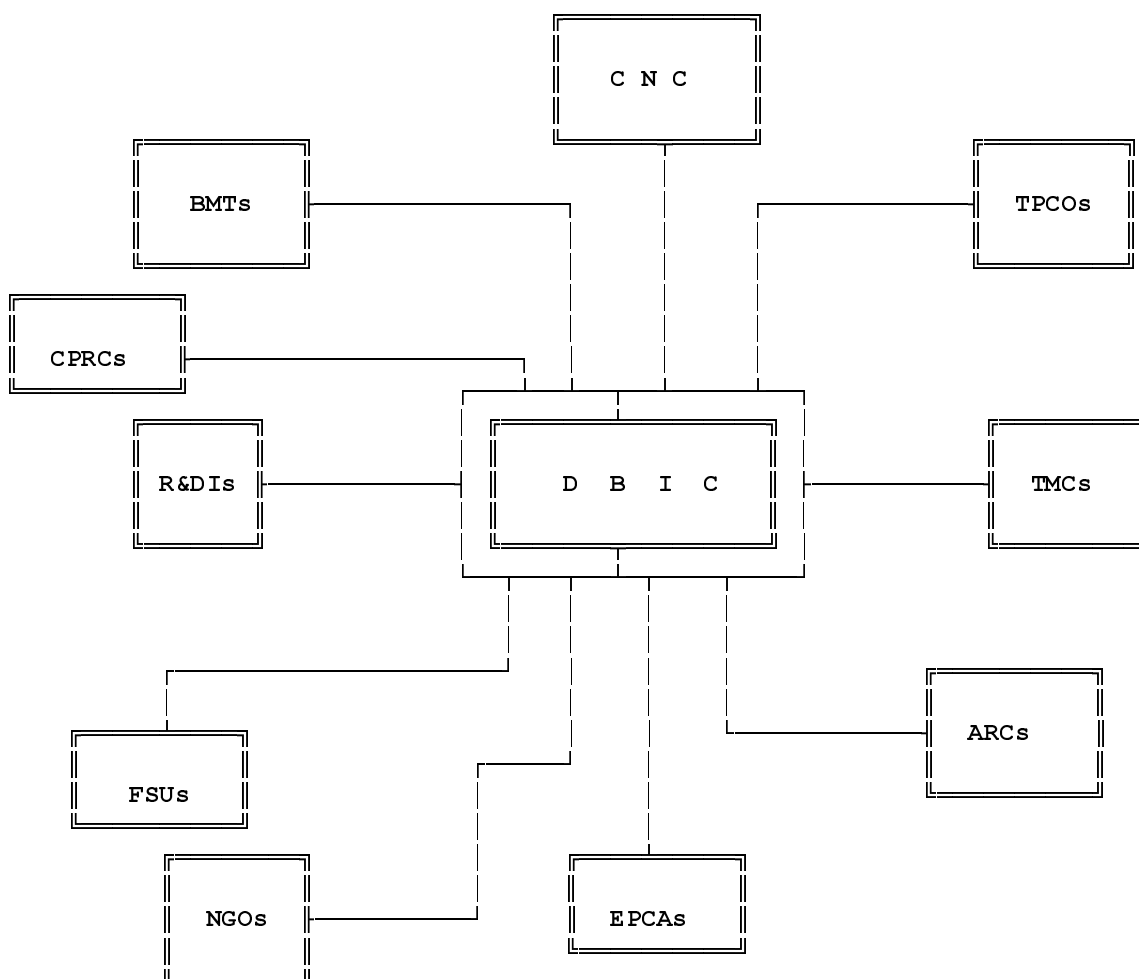 C N C
BMTs
TPCOs
CPRCs
R&DIs
D B I C
TMCs
ARCs
FSUs
NGOs
EPCAs